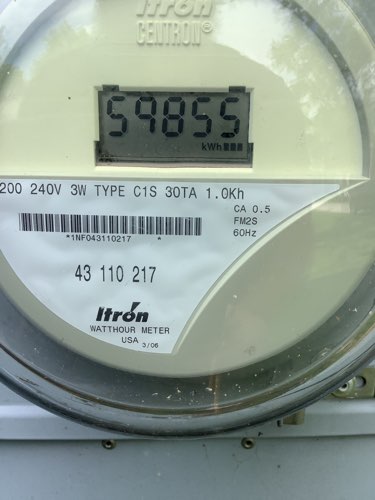 Itron
CENTRON®
59855
kWh
200 240V 3W TYPE C1S 30TA 1.0Kh
CA 0.5
FM2S
60Hz
*1NF043110217 *
43 110 217
Itron
WATTHOUR METER
USA 3/06